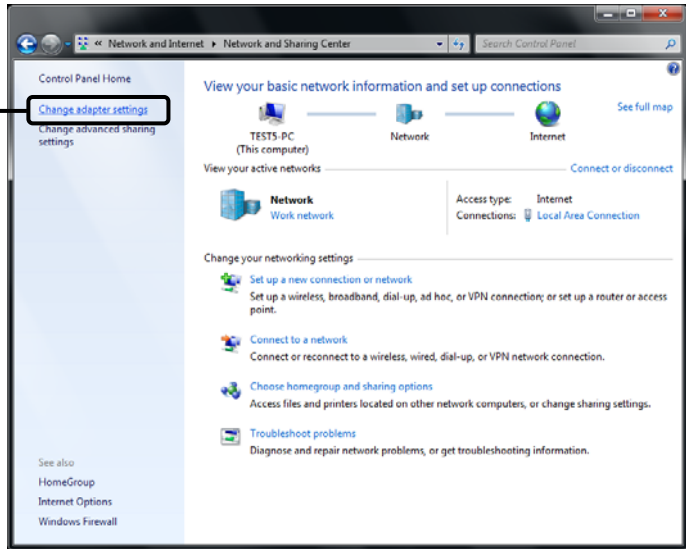 « Network and Internet ▸ Network and Sharing Center
Search Control Panel
Control Panel Home
Change adapter settings
Change advanced sharing
settings
See also
HomeGroup
Internet Options
Windows Firewall
View your basic network information and set up connections
See full map
TEST5-PC
(This computer)
Network
Internet
View your active networks
Connect or disconnect
Network
Work network
Access type: Internet
Connections: Local Area Connection
Change your networking settings
Set up a new connection or network
Set up a wireless, broadband, dial-up, ad hoc, or VPN connection; or set up a router or access
point.
Connect to a network
Connect or reconnect to a wireless, wired, dial-up, or VPN network connection.
Choose homegroup and sharing options
Access files and printers located on other network computers, or change sharing settings.
Troubleshoot problems
Diagnose and repair network problems, or get troubleshooting information.